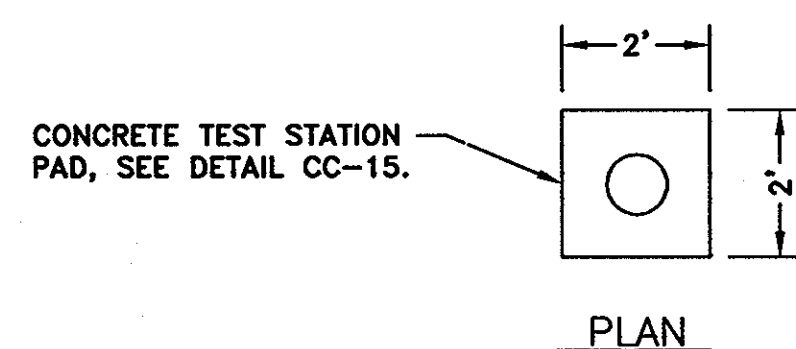 2'
CONCRETE TEST STATION
PAD, SEE DETAIL CC-15.
2'
PLAN